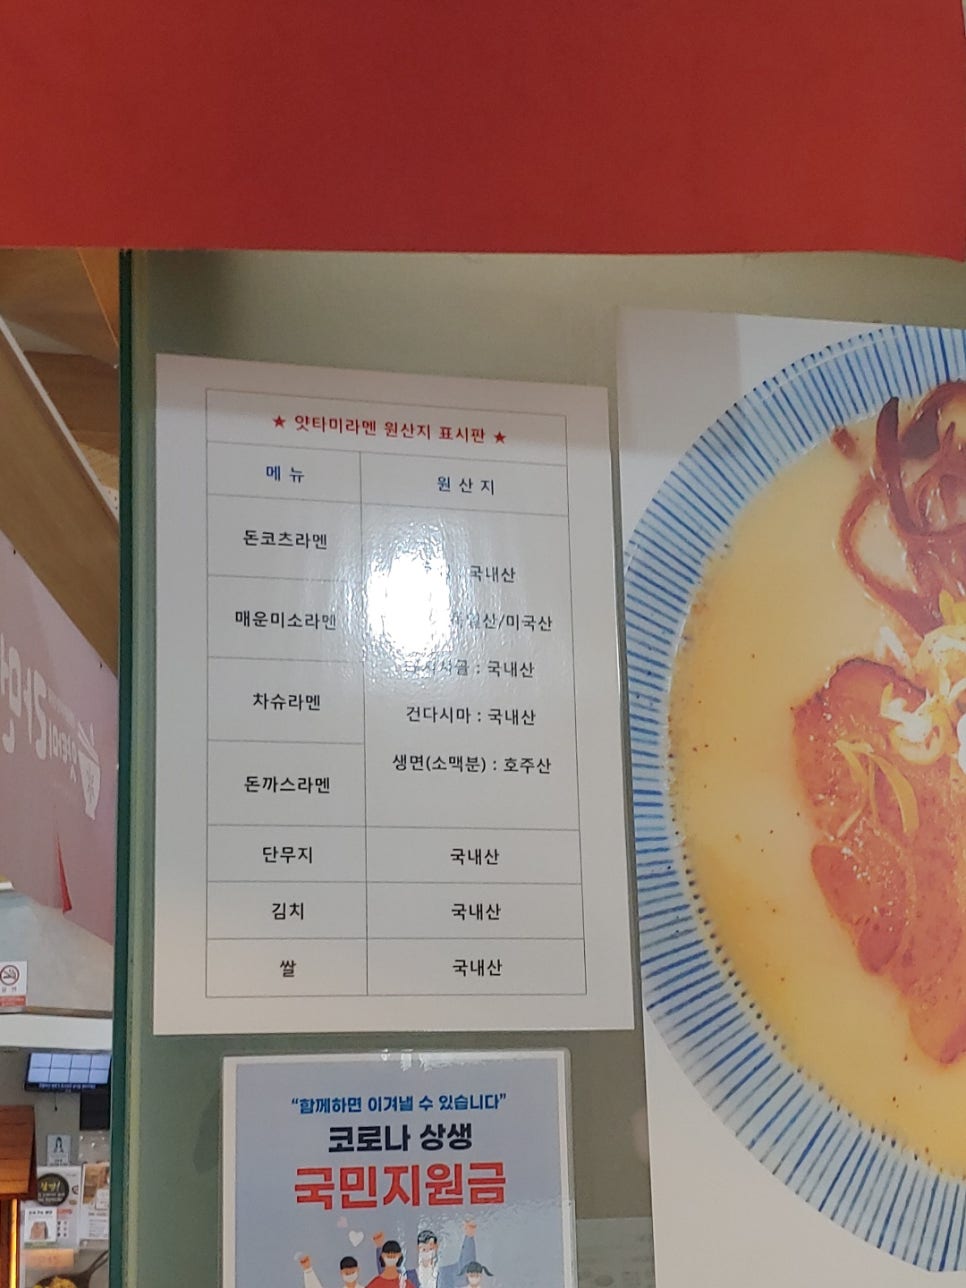 ★ 얏타미라멘 원산지 표시판 ★
메 뉴
원 산 지
돈코츠라멘
국내산
매운미소라멘
/미국산
: 국내산
차슈라멘
건다시마 : 국내산
생면(소맥분) : 호주산
돈까스라멘
단무지
국내산
김치
국내산
쌀
국내산
“함께하면 이겨낼 수 있습니다”
코로나 상생
국민지원금